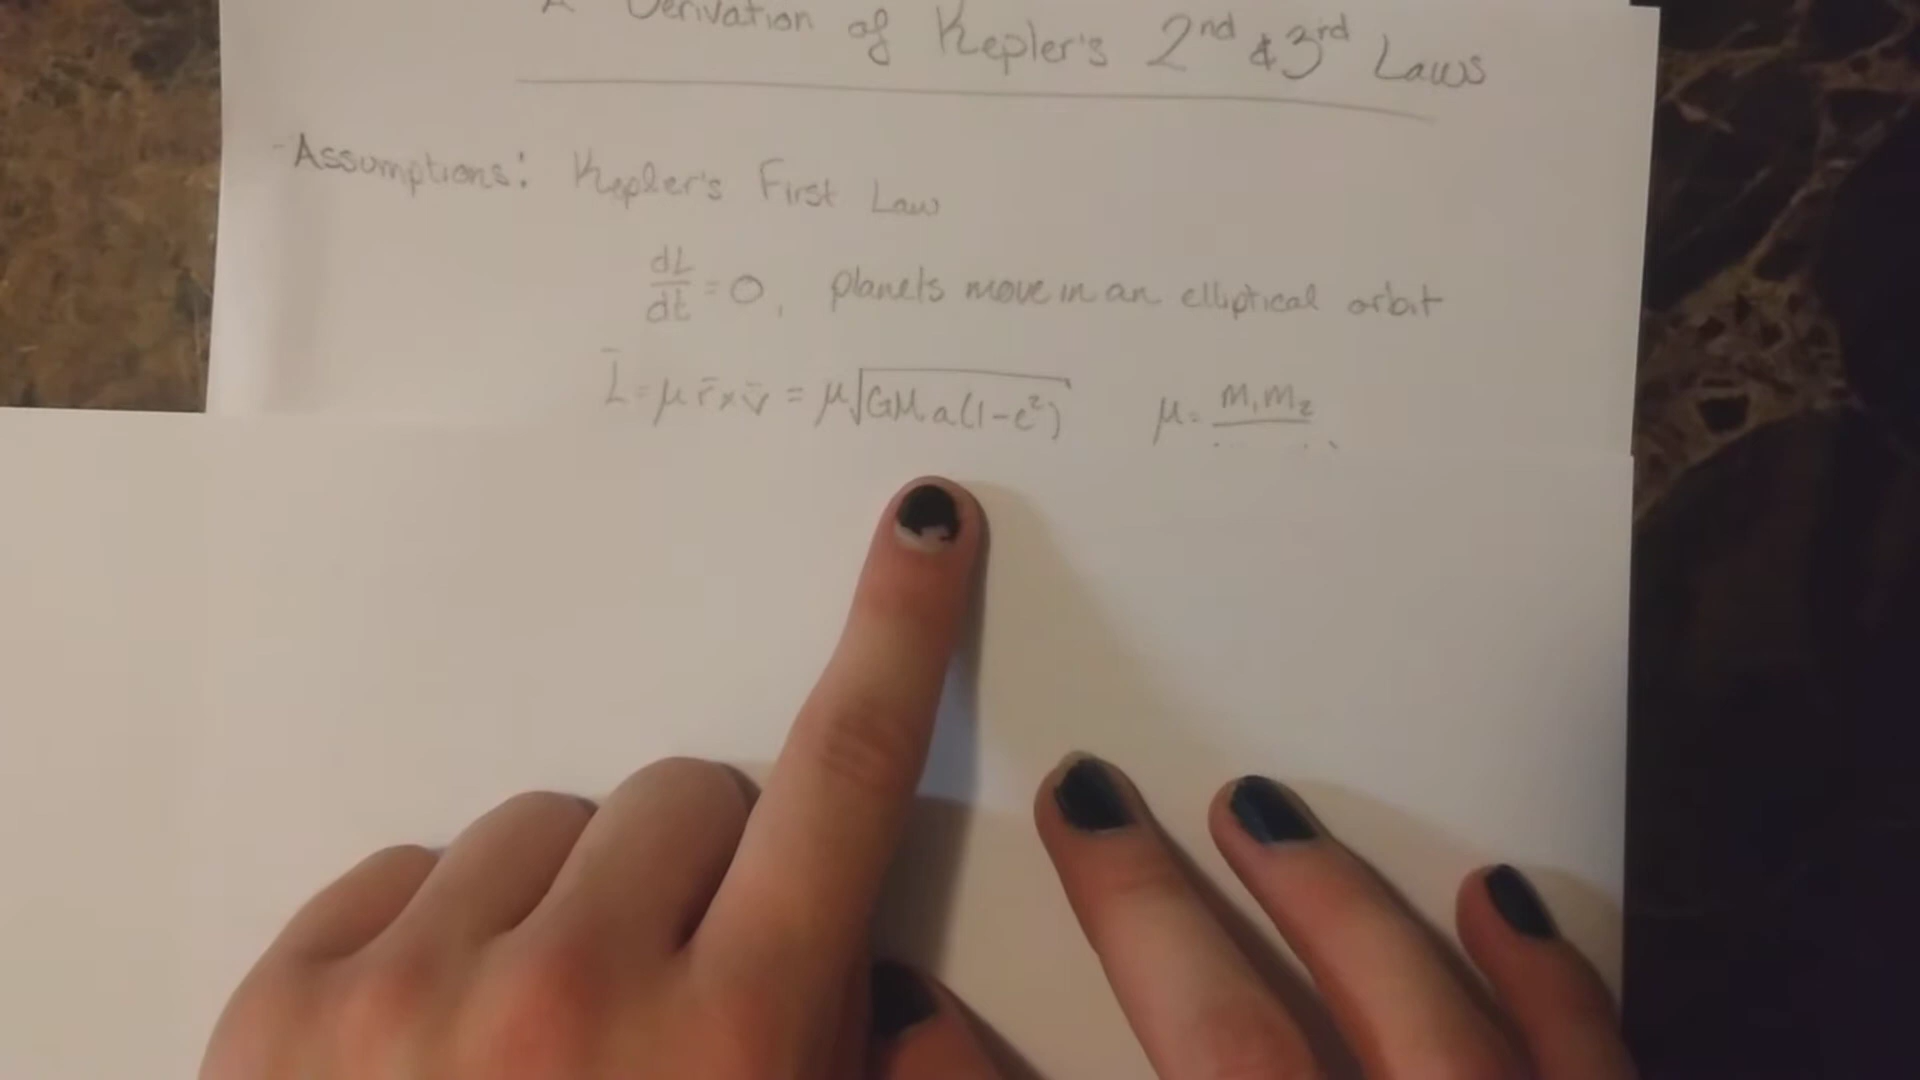 A Derivation of Kepler's 2nd & 3rd Laws
-Assumptions: Kepler's First Law
dL/dt = 0, planets move in an elliptical orbit
L̄ = μ r̄ × v̄ = μ√(GMa(1-e²)) μ = m₁m₂